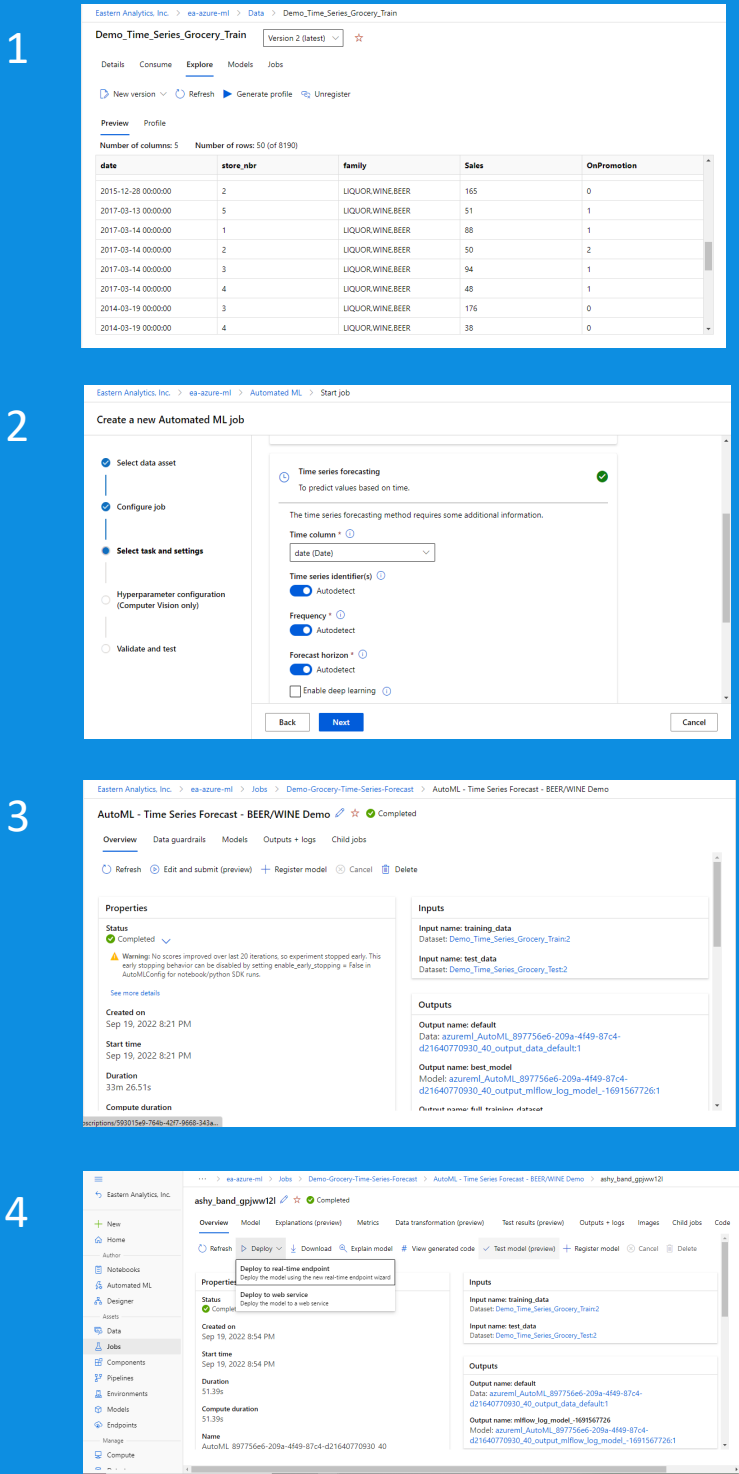 1
Eastern Analytics, Inc. > ea-azure-ml > Data > Demo_Time_Series_Grocery_Train
Demo_Time_Series_Grocery_Train Version 2 (latest)
Details Consume Explore Models Jobs
New version Refresh Generate profile Unregister
Preview Profile
Number of columns: 5 Number of rows: 50 (of 8190)
date store_nbr family Sales OnPromotion
2015-12-28 00:00:00 2 LIQUOR,WINE,BEER 165 0
2017-03-13 00:00:00 5 LIQUOR,WINE,BEER 51 1
2017-03-14 00:00:00 1 LIQUOR,WINE,BEER 88 1
2017-03-14 00:00:00 2 LIQUOR,WINE,BEER 50 2
2017-03-14 00:00:00 3 LIQUOR,WINE,BEER 94 1
2017-03-14 00:00:00 4 LIQUOR,WINE,BEER 48 1
2014-03-19 00:00:00 3 LIQUOR,WINE,BEER 176 0
2014-03-19 00:00:00 4 LIQUOR,WINE,BEER 38 0
2
Eastern Analytics, Inc. > ea-azure-ml > Automated ML > Start job
Create a new Automated ML job
Select data asset
Configure job
Select task and settings
Hyperparameter configuration
(Computer Vision only)
Validate and test
Time series forecasting
To predict values based on time.
The time series forecasting method requires some additional information.
Time column *
date (Date)
Time series identifier(s)
Autodetect
Frequency *
Autodetect
Forecast horizon *
Autodetect
Enable deep learning
Back Next Cancel
3
Eastern Analytics, Inc. > ea-azure-ml > Jobs > Demo-Grocery-Time-Series-Forecast > AutoML - Time Series Forecast - BEER/WINE Demo
AutoML - Time Series Forecast - BEER/WINE Demo Completed
Overview Data guardrails Models Outputs + logs Child jobs
Refresh Edit and submit (preview) Register model Cancel Delete
Properties
Status
Completed
Warning: No scores improved over last 20 iterations, so experiment stopped early. This
early stopping behavior can be disabled by setting enable_early_stopping = False in
AutoMLConfig for notebook/python SDK runs.
See more details
Created on
Sep 19, 2022 8:21 PM
Start time
Sep 19, 2022 8:21 PM
Duration
33m 26.51s
Compute duration
scriptions/593015e9-764b-42f7-9668-343a...
Inputs
Input name: training_data
Dataset: Demo_Time_Series_Grocery_Train:2
Input name: test_data
Dataset: Demo_Time_Series_Grocery_Test:2
Outputs
Output name: default
Data: azureml_AutoML_897756e6-209a-4f49-87c4-
d21640770930_40_output_data_default:1
Output name: best_model
Model: azureml_AutoML_897756e6-209a-4f49-87c4-
d21640770930_40_output_mlflow_log_model_-1691567726:1
Output name: full_training_dataset
4
Eastern Analytics, Inc.
New
Home
Author
Notebooks
Automated ML
Designer
Assets
Data
Jobs
Components
Pipelines
Environments
Models
Endpoints
Manage
Compute
··· > ea-azure-ml > Jobs > Demo-Grocery-Time-Series-Forecast > AutoML - Time Series Forecast - BEER/WINE Demo > ashy_band_gpjww12l
ashy_band_gpjww12l Completed
Overview Model Explanations (preview) Metrics Data transformation (preview) Test results (preview) Outputs + logs Images Child jobs Code
Refresh Deploy Download Explain model # View generated code Test model (preview) Register model Cancel Delete
Deploy to real-time endpoint
Deploy the model using the new real-time endpoint wizard
Deploy to web service
Deploy the model to a web service
Properties
Status
Complet
Created on
Sep 19, 2022 8:54 PM
Start time
Sep 19, 2022 8:54 PM
Duration
51.39s
Compute duration
51.39s
Name
AutoML_897756e6-209a-4f49-87c4-d21640770930_40
Inputs
Input name: training_data
Dataset: Demo_Time_Series_Grocery_Train:2
Input name: test_data
Dataset: Demo_Time_Series_Grocery_Test:2
Outputs
Output name: default
Data: azureml_AutoML_897756e6-209a-4f49-87c4-
d21640770930_40_output_data_default:1
Output name: mlflow_log_model_-1691567726
Model: azureml_AutoML_897756e6-209a-4f49-87c4-
d21640770930_40_output_mlflow_log_model_-1691567726:1